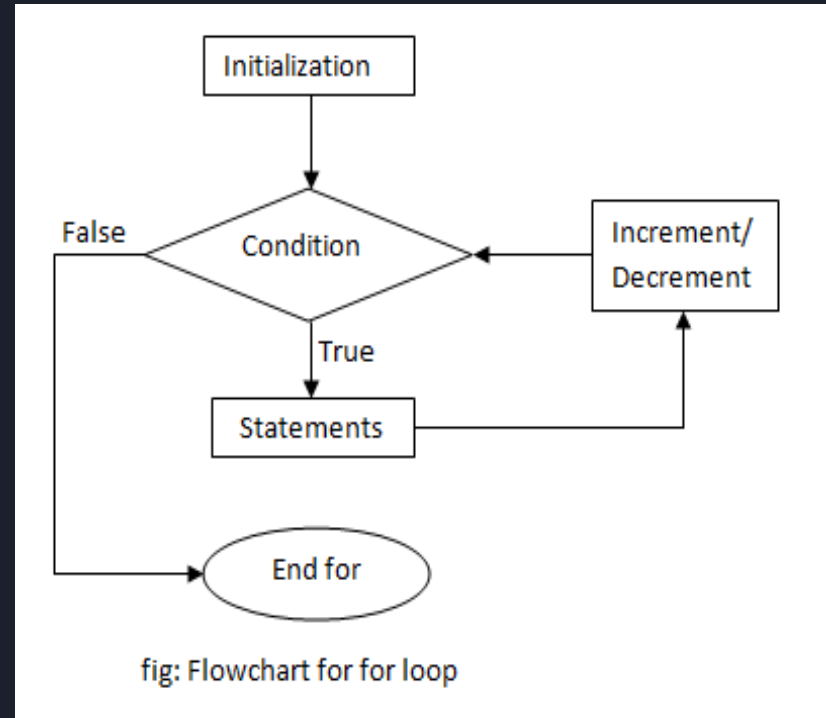 Initialization
False
Condition
Increment/
Decrement
True
Statements
End for
fig: Flowchart for for loop